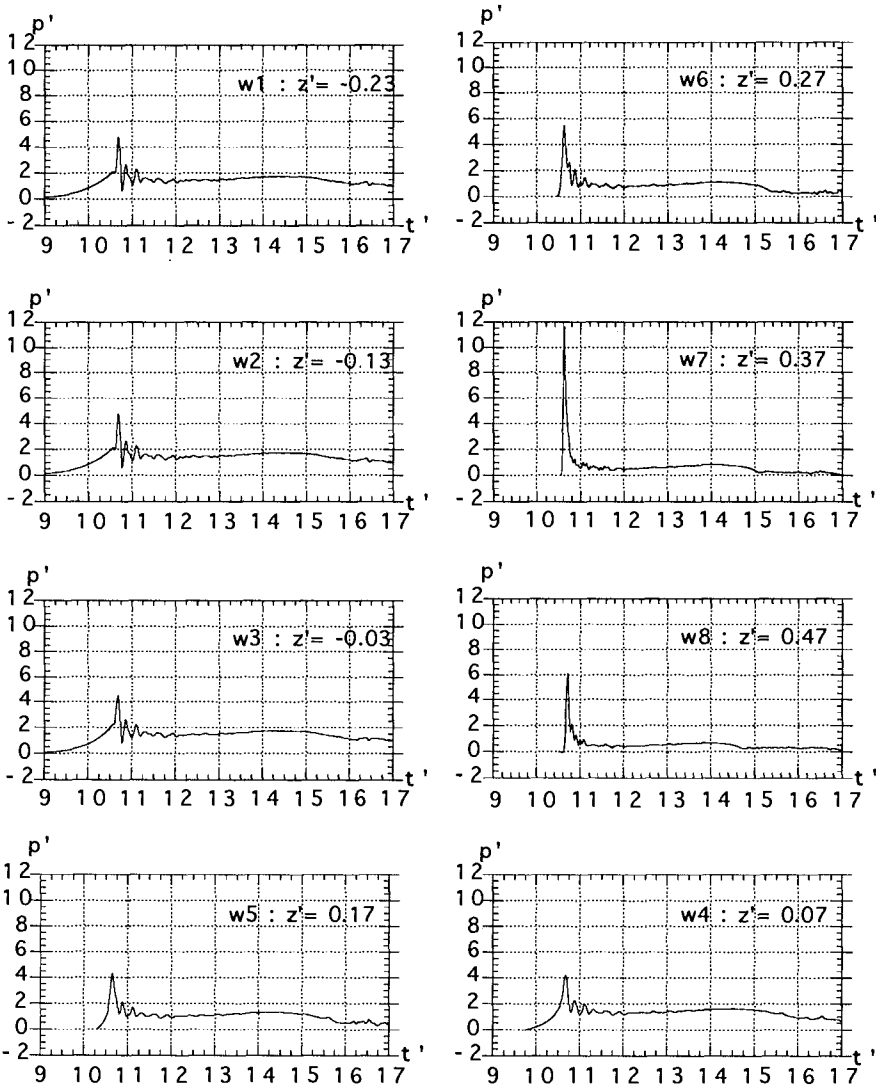 p'
12
10
8
6
4
2
0
-2
w1 : z'= -0.23
9 10 11 12 13 14 15 16 17 t'
p'
12
10
8
6
4
2
0
-2
w6 : z'= 0.27
9 10 11 12 13 14 15 16 17 t'
p'
12
10
8
6
4
2
0
-2
w2 : z'= -0.13
9 10 11 12 13 14 15 16 17 t'
p'
12
10
8
6
4
2
0
-2
w7 : z'= 0.37
9 10 11 12 13 14 15 16 17 t'
p'
12
10
8
6
4
2
0
-2
w3 : z'= -0.03
9 10 11 12 13 14 15 16 17 t'
p'
12
10
8
6
4
2
0
-2
w8 : z'= 0.47
9 10 11 12 13 14 15 16 17 t'
p'
12
10
8
6
4
2
0
-2
w5 : z'= 0.17
9 10 11 12 13 14 15 16 17 t'
p'
12
10
8
6
4
2
0
-2
w4 : z'= 0.07
9 10 11 12 13 14 15 16 17 t'